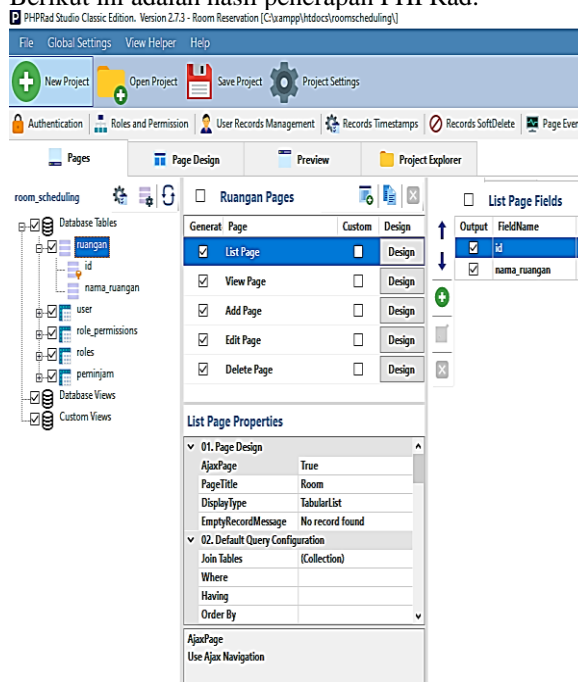 Berikut ini adalah hasil penerapan PHPRad.
PHPRad Studio Classic Edition. Version 2.7.3 - Room Reservation [C:\xampp\htdocs\roomscheduling\]
File Global Settings View Helper Help
New Project Open Project Save Project Project Settings
Authentication Roles and Permission User Records Management Records Timestamps Records SoftDelete Page Even
Pages Page Design Preview Project Explorer
room_scheduling
Database Tables
ruangan
id
nama_ruangan
user
role_permissions
roles
peminjam
Database Views
Custom Views
Ruangan Pages
Generat Page Custom Design
List Page Design
View Page Design
Add Page Design
Edit Page Design
Delete Page Design
List Page Properties
01. Page Design
AjaxPage True
PageTitle Room
DisplayType TabularList
EmptyRecordMessage No record found
02. Default Query Configuration
Join Tables (Collection)
Where
Having
Order By
AjaxPage
Use Ajax Navigation
List Page Fields
Output FieldName
id
nama_ruangan